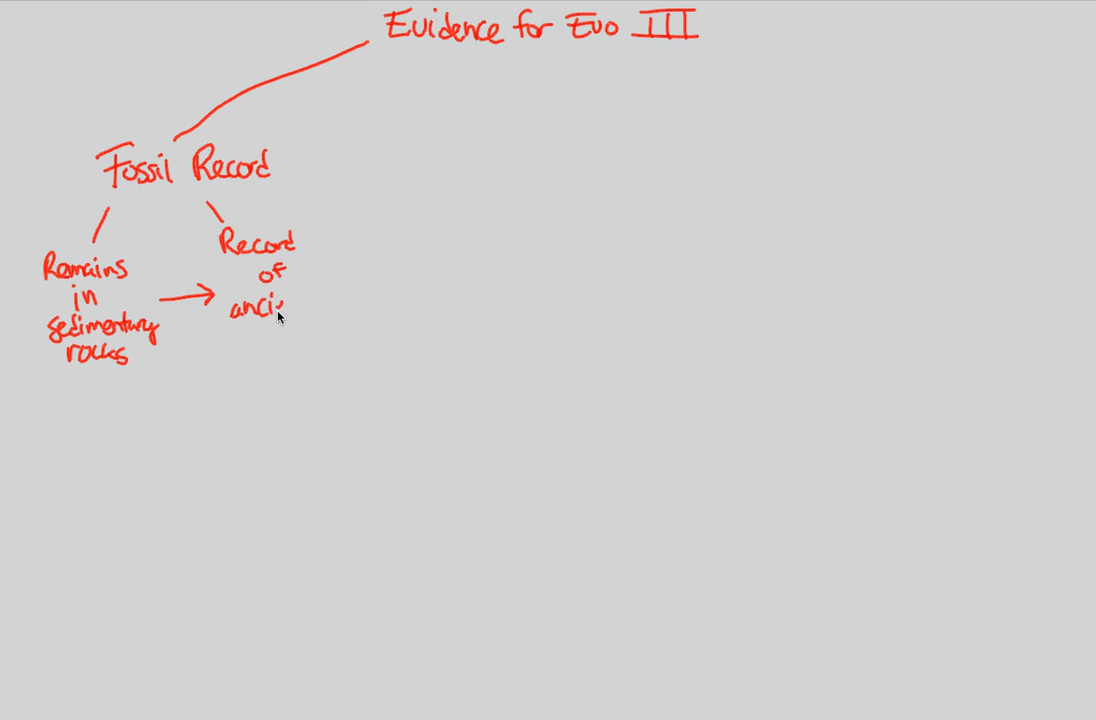 Evidence for Evo III
Fossil Record
Remains
in
sedimentary
rocks
Record
of
anci